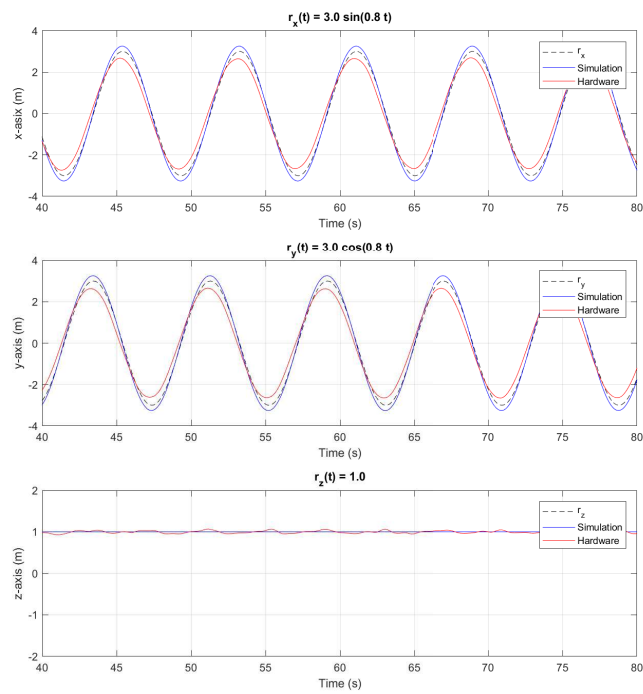 r_x(t) = 3.0 sin(0.8 t)
4
2
0
-2
-4
x-asix (m)
r_x
Simulation
Hardware
40 45 50 55 60 65 70 75 80
Time (s)
r_y(t) = 3.0 cos(0.8 t)
4
2
0
-2
-4
y-axis (m)
r_y
Simulation
Hardware
40 45 50 55 60 65 70 75 80
Time (s)
r_z(t) = 1.0
2
1
0
-1
-2
z-axis (m)
r_z
Simulation
Hardware
40 45 50 55 60 65 70 75 80
Time (s)